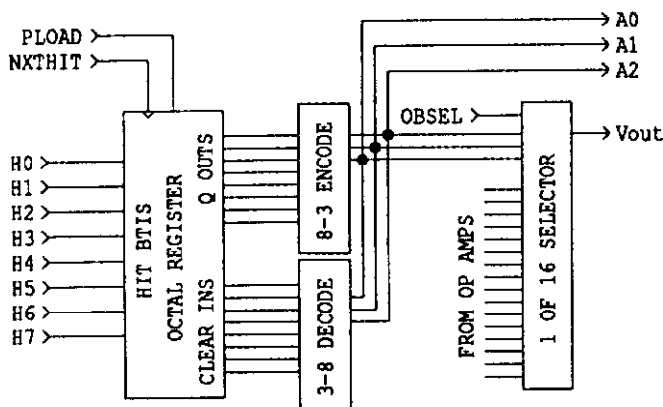 PLOAD
NXTHIT
H0
H1
H2
H3
H4
H5
H6
H7
HIT BTIS
OCTAL REGISTER
Q OUTS
CLEAR INS
8-3 ENCODE
3-8 DECODE
A0
A1
A2
OBSEL
Vout
FROM OP AMPS
1 OF 16 SELECTOR